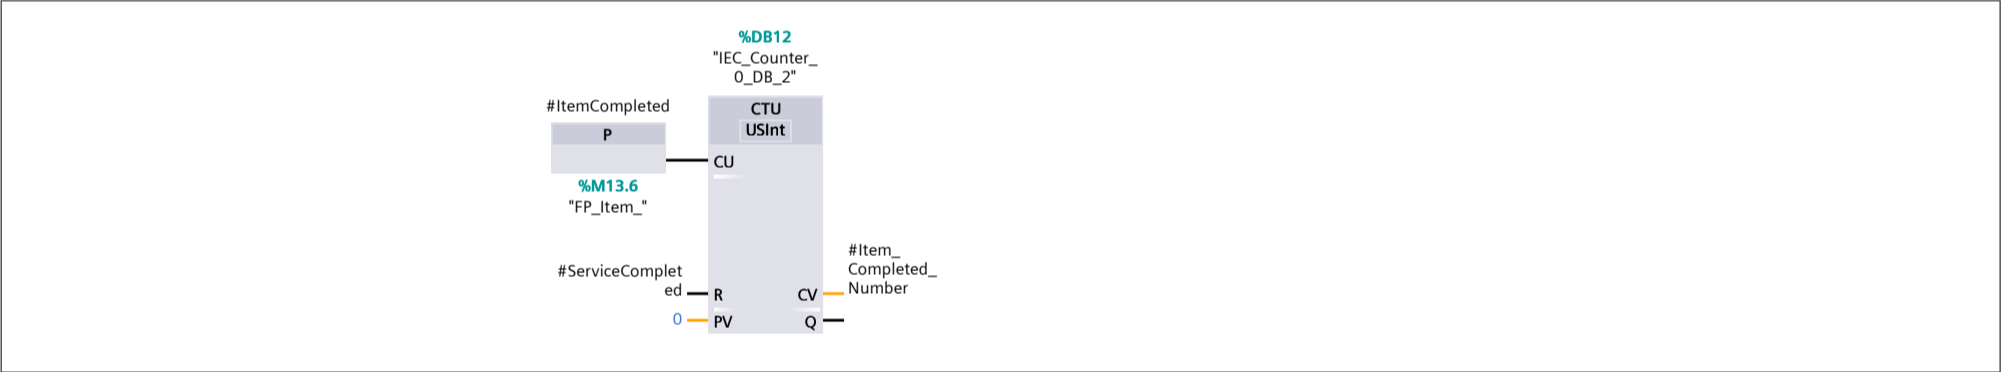 %DB12
"IEC_Counter_
0_DB_2"
#ItemCompleted
P
%M13.6
"FP_Item_"
CTU
USInt
CU
#ServiceComplet
ed
R
0
PV
CV
#Item_
Completed_
Number
Q